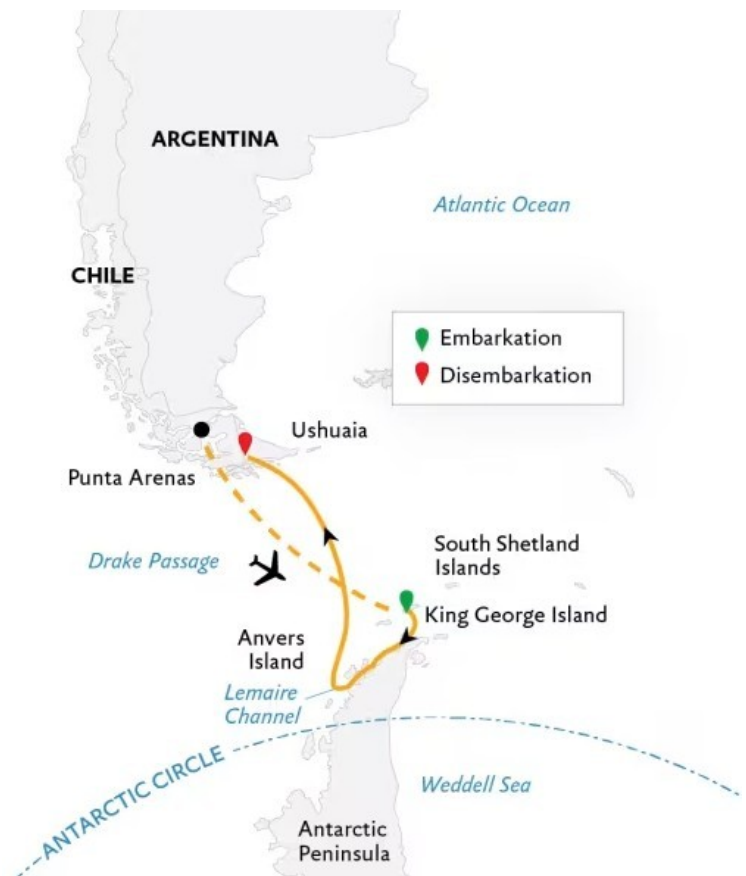 ARGENTINA
Atlantic Ocean
CHILE
Embarkation
Disembarkation
Ushuaia
Punta Arenas
Drake Passage
South Shetland
Islands
King George Island
Anvers
Island
Lemaire
Channel
ANTARCTIC CIRCLE
Weddell Sea
Antarctic
Peninsula